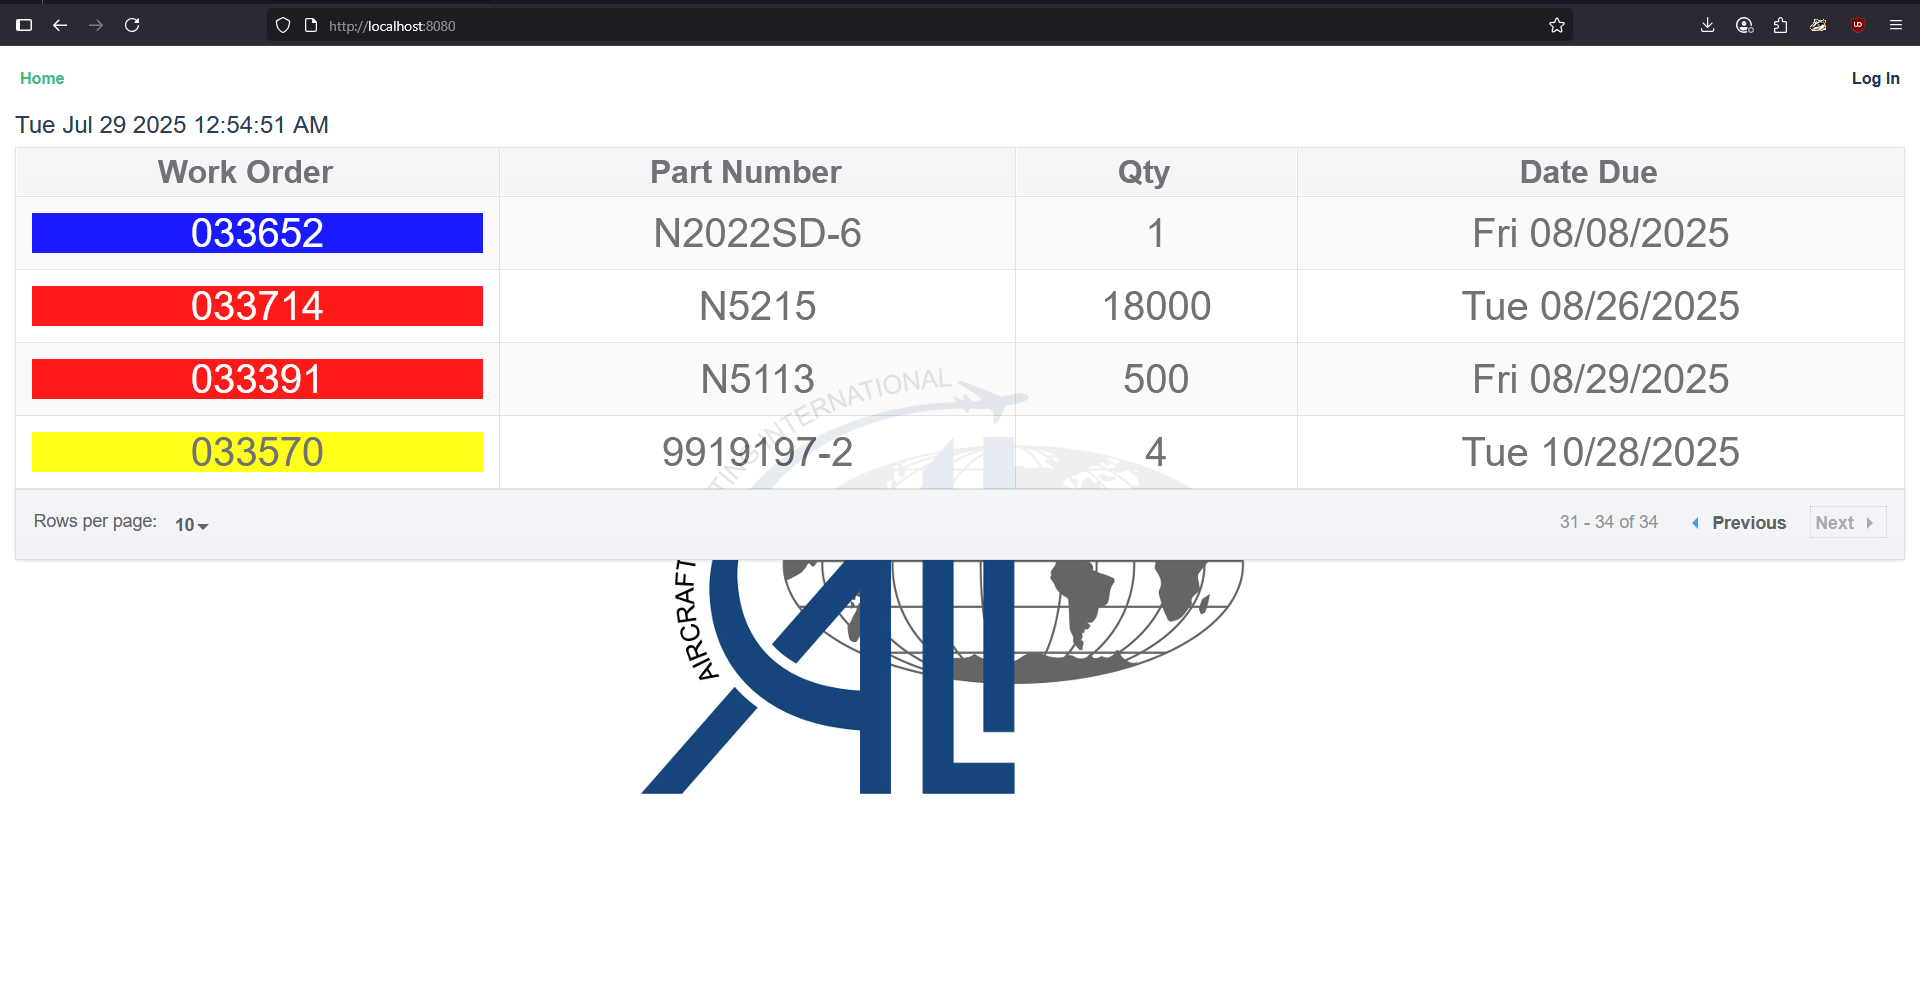 http://localhost:8080
Home
Log In
Tue Jul 29 2025 12:54:51 AM
Work Order Part Number Qty Date Due
033652 N2022SD-6 1 Fri 08/08/2025
033714 N5215 18000 Tue 08/26/2025
033391 N5113 500 Fri 08/29/2025
033570 9919197-2 4 Tue 10/28/2025
Rows per page: 10 31 - 34 of 34 Previous Next
AIRCRAFT
TING INTERNATIONAL
ALI